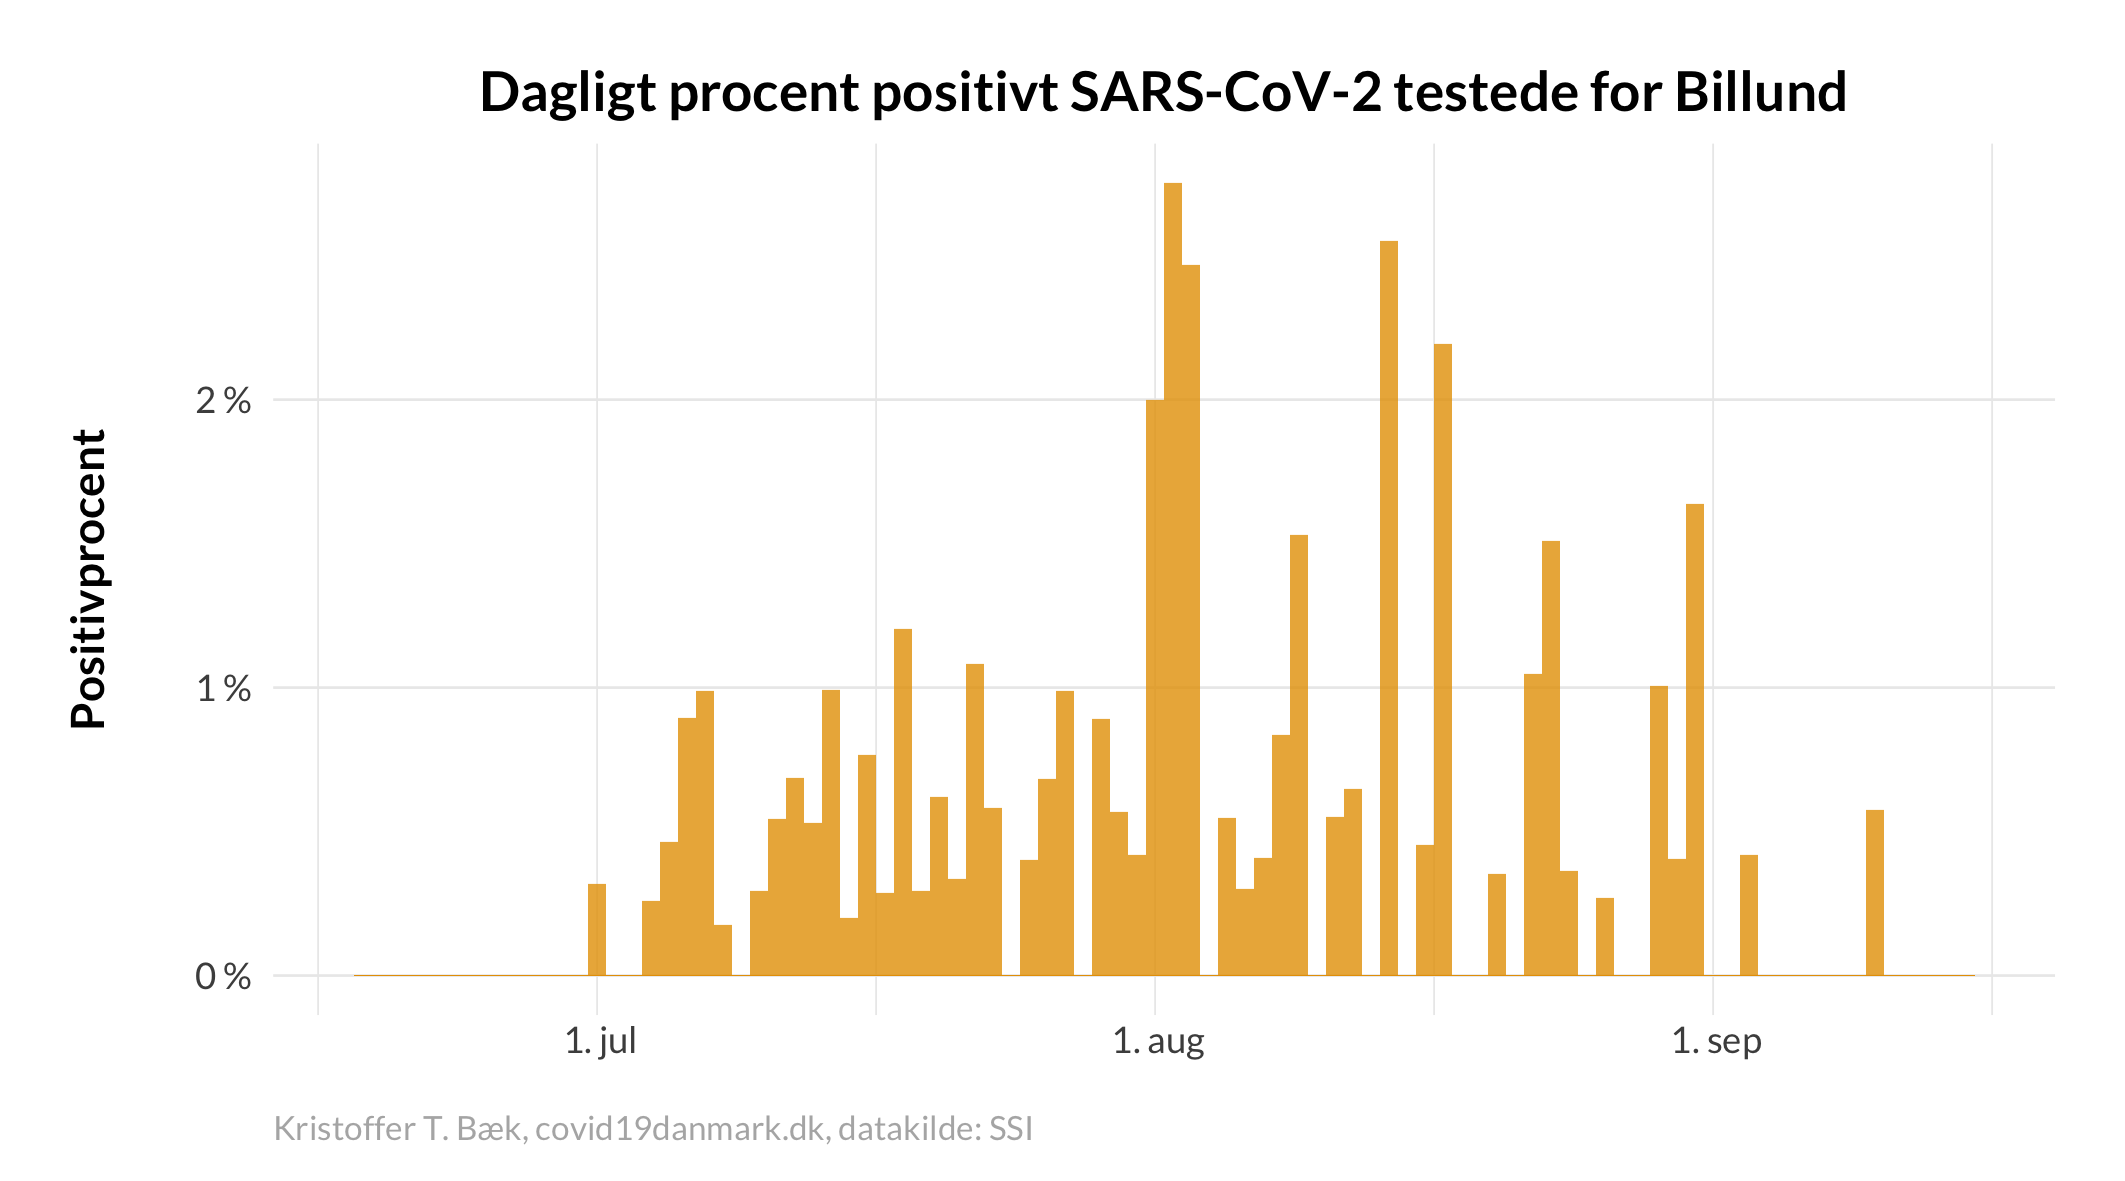 Dagligt procent positivt SARS-CoV-2 testede for Billund
Positivprocent
2 %
1 %
0 %
1. jul
1. aug
1. sep
Kristoffer T. Bæk, covid19danmark.dk, datakilde: SSI